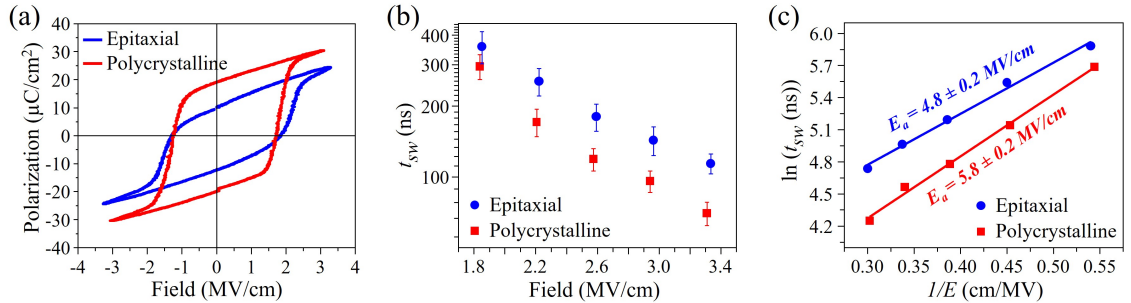 (a)
Polarization (μC/cm²)
40
30
20
10
0
-10
-20
-30
-40
Epitaxial
Polycrystalline
-4 -3 -2 -1 0 1 2 3 4
Field (MV/cm)
(b)
t_sw (ns)
400
300
200
100
Epitaxial
Polycrystalline
1.8 2.2 2.6 3.0 3.4
Field (MV/cm)
(c)
ln (t_sw (ns))
6.0
5.7
5.4
5.1
4.8
4.5
4.2
E_a = 4.8 ± 0.2 MV/cm
E_a = 5.8 ± 0.2 MV/cm
Epitaxial
Polycrystalline
0.30 0.35 0.40 0.45 0.50 0.55
1/E (cm/MV)